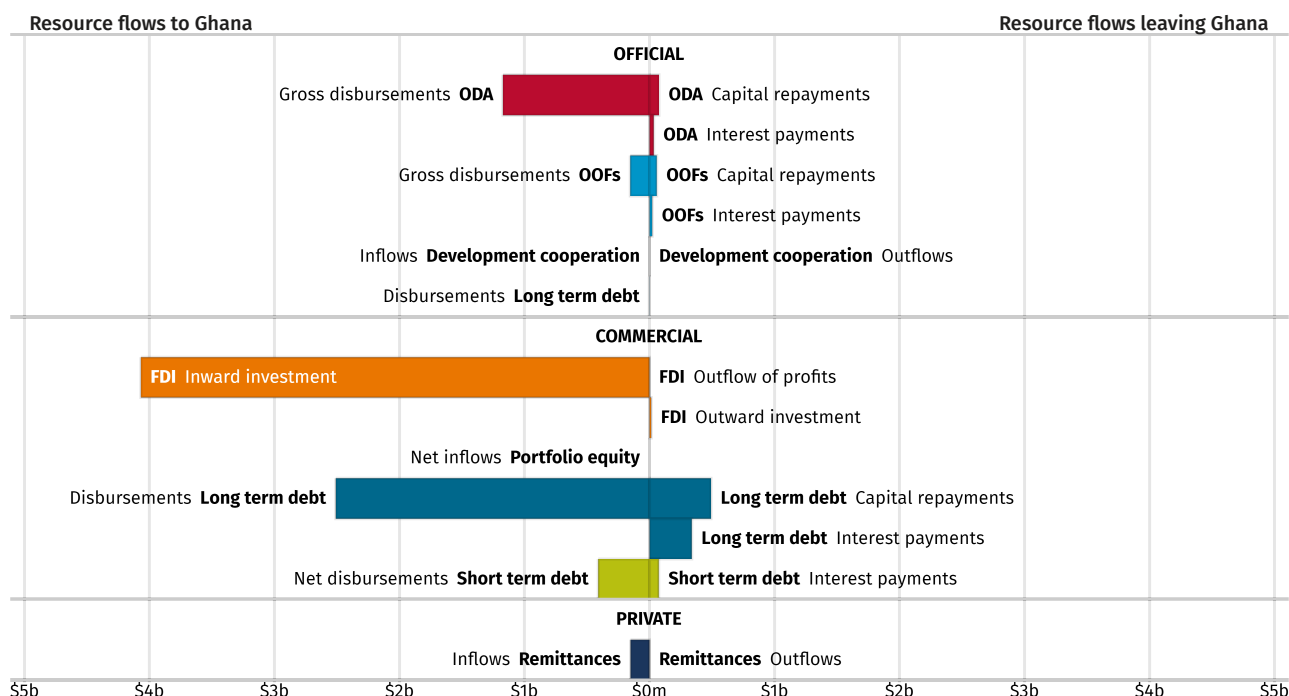 Resource flows to Ghana Resource flows leaving Ghana
OFFICIAL
Gross disbursements ODA ODA Capital repayments
ODA Interest payments
Gross disbursements OOFs OOFs Capital repayments
OOFs Interest payments
Inflows Development cooperation Development cooperation Outflows
Disbursements Long term debt
COMMERCIAL
FDI Inward investment FDI Outflow of profits
FDI Outward investment
Net inflows Portfolio equity
Disbursements Long term debt Long term debt Capital repayments
Long term debt Interest payments
Net disbursements Short term debt Short term debt Interest payments
PRIVATE
Inflows Remittances Remittances Outflows
$5b $4b $3b $2b $1b $0m $1b $2b $3b $4b $5b